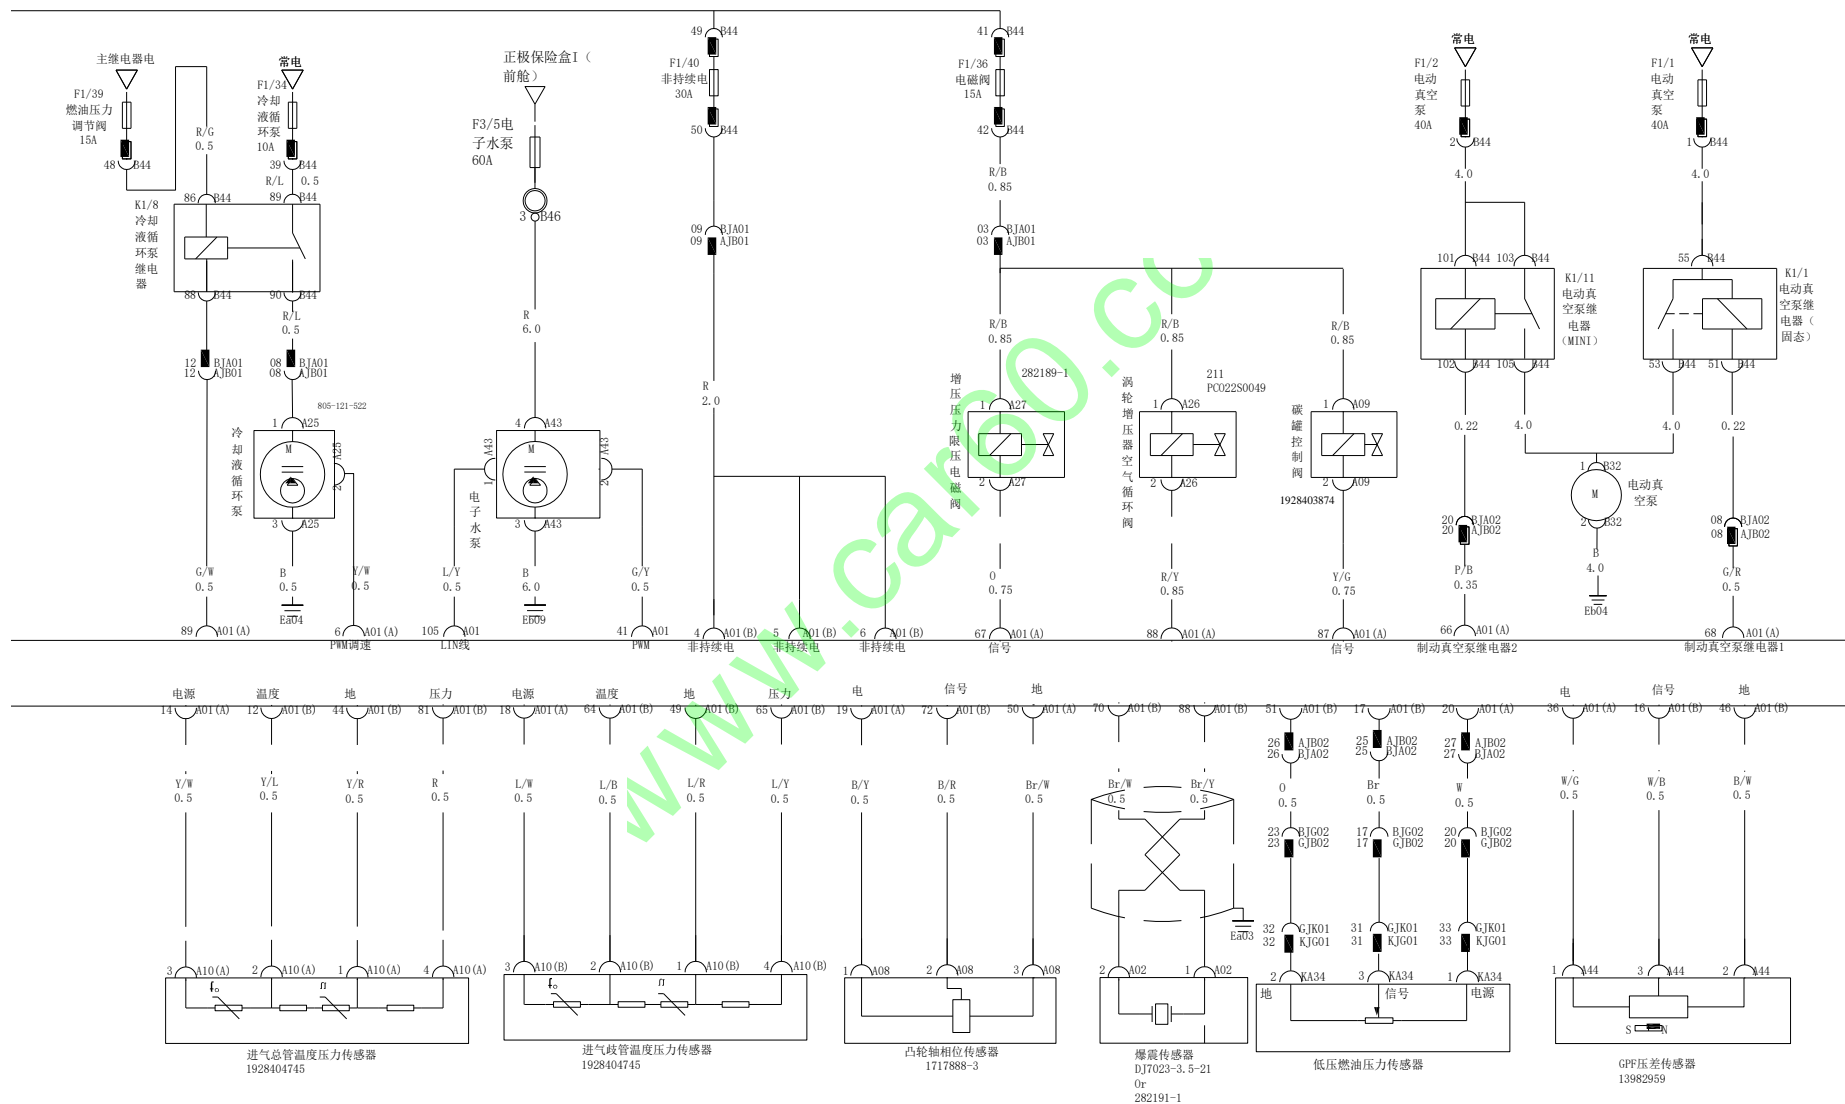 主继电器电
F1/39
燃油压力
调节阀
15A
48 B44
R/G
0.5
常电
F1/34
冷却
液循
环泵
10A
39 B44
R/L 0.5
86 B44
89 B44
K1/8
冷却
液循
环泵
继电
器
88 B44
90 B44
R/L
0.5
12 BJA01
12 AJB01
08 BJA01
08 AJB01
805-121-522
1 A25
冷却液循环泵
M
A25
2
3 A25
G/W
0.5
B
0.5
Y/W
0.5
Ea04
89 A01(A)
6 A01(A)
PWM调速
正极保险盒I（
前舱）
F3/5电
子水泵
60A
3 B46
R
6.0
4 A43
A43
1
M
A43
2
电子水泵
3 A43
L/Y
0.5
B
6.0
G/Y
0.5
Eb09
105 A01
LIN线
41 A01
PWM
49 B44
F1/40
非持续电
30A
50 B44
09 BJA01
09 AJB01
R
2.0
4 A01(B)
非持续电
5 A01(B)
非持续电
6 A01(B)
非持续电
41 B44
F1/36
电磁阀
15A
42 B44
R/B
0.85
03 BJA01
03 AJB01
R/B
0.85
R/B
0.85
R/B
0.85
增压压力限压电磁阀
282189-1
1 A27
2 A27
O
0.75
67 A01(A)
信号
涡轮增压器空气循环阀
211
PC022S0049
1 A26
2 A26
R/Y
0.85
88 A01(A)
碳罐控制阀
1 A09
2 A09
1928403874
Y/G
0.75
87 A01(A)
信号
常电
F1/2
电动
真空
泵
40A
2 B44
4.0
101 B44
103 B44
K1/11
电动真
空泵继
电器
（MINI）
102 B44
105 B44
0.22
4.0
20 BJA02
20 AJB02
P/B
0.35
66 A01(A)
制动真空泵继电器2
常电
F1/1
电动
真空
泵
40A
1 B44
4.0
55 B44
K1/1
电动真
空泵继
电器（
固态）
53 B44
51 B44
4.0
0.22
1 B32
M
电动真
空泵
2 B32
B
4.0
Eb04
08 BJA02
08 AJB02
G/R
0.5
68 A01(A)
制动真空泵继电器1
电源 温度 地 压力
14 A01(A)
12 A01(B)
44 A01(B)
81 A01(B)
Y/W
0.5
Y/L
0.5
Y/R
0.5
R
0.5
3 A10(A)
2 A10(A)
1 A10(A)
4 A10(A)
进气总管温度压力传感器
1928404745
电源 温度 地 压力
18 A01(A)
64 A01(B)
49 A01(B)
65 A01(B)
L/W
0.5
L/B
0.5
L/R
0.5
L/Y
0.5
3 A10(B)
2 A10(B)
1 A10(B)
4 A10(B)
进气歧管温度压力传感器
1928404745
电 信号 地
19 A01(A)
72 A01(B)
50 A01(A)
B/Y
0.5
B/R
0.5
Br/W
0.5
1 A08
2 A08
3 A08
凸轮轴相位传感器
1717888-3
70 A01(B)
88 A01(B)
Br/W
0.5
Br/Y
0.5
Ea03
2 A02
1 A02
爆震传感器
DJ7023-3.5-21
Or
282191-1
51 A01(B)
17 A01(B)
20 A01(A)
26 AJB02
26 BJA02
25 AJB02
25 BJA02
27 AJB02
27 BJA02
O
0.5
Br
0.5
W
0.5
23 BJG02
23 GJB02
17 BJG02
17 GJB02
20 BJG02
20 GJB02
32 GJK01
32 KJG01
31 GJK01
31 KJG01
33 GJK01
33 KJG01
2 KA34
3 KA34
1 KA34
地 信号 电源
低压燃油压力传感器
电 信号 地
36 A01(A)
16 A01(B)
46 A01(B)
W/G
0.5
W/B
0.5
B/W
0.5
1 A44
3 A44
2 A44
S N
GPF压差传感器
13982959